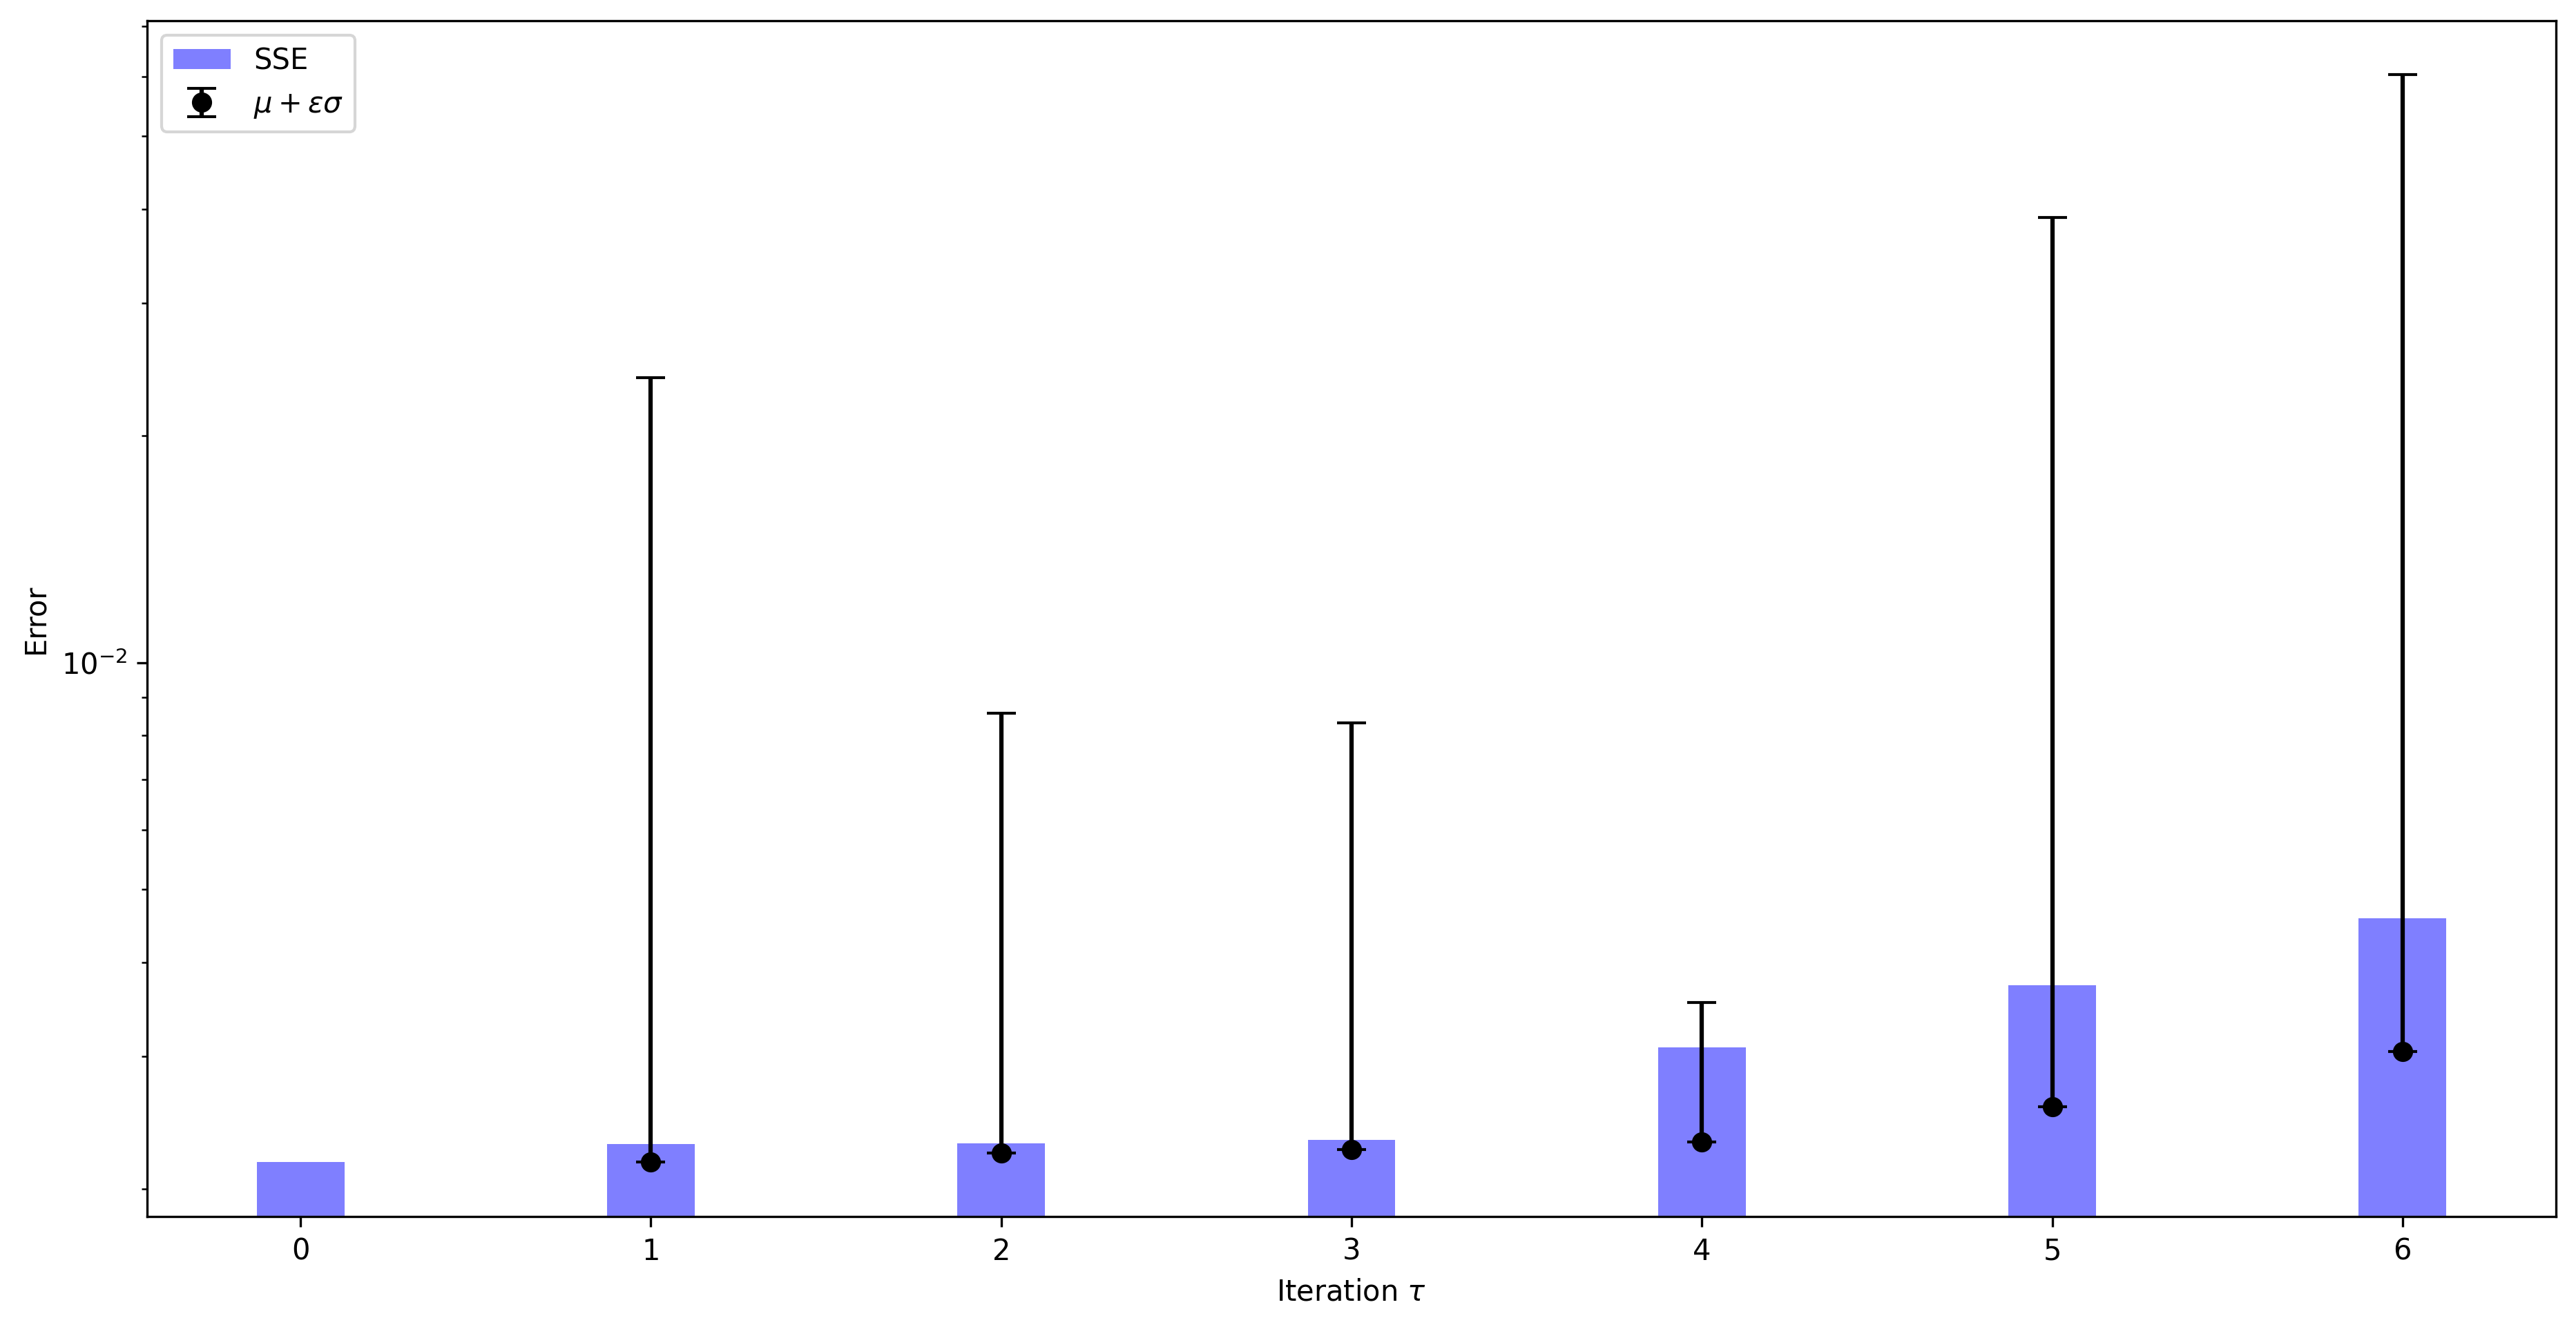 SSE
μ + εσ
Error
10⁻²
0 1 2 3 4 5 6
Iteration τ